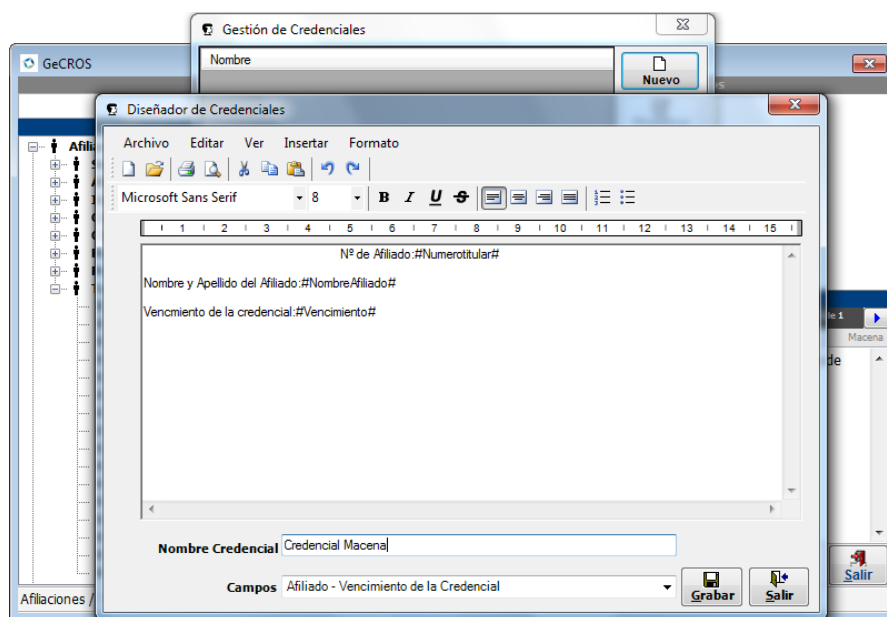 Gestión de Credenciales
Nombre
Nuevo
GeCROS
Diseñador de Credenciales
Archivo Editar Ver Insertar Formato
Microsoft Sans Serif 8 B I U S
1 2 3 4 5 6 7 8 9 10 11 12 13 14 15
Nº de Afiliado:#Numerotitular#
Nombre y Apellido del Afiliado:#NombreAfiliado#
Vencmiento de la credencial:#Vencimiento#
Macena
de
Nombre Credencial Credencial Macena
Campos Afiliado - Vencimiento de la Credencial
Grabar
Salir
Salir
Afiliaciones /